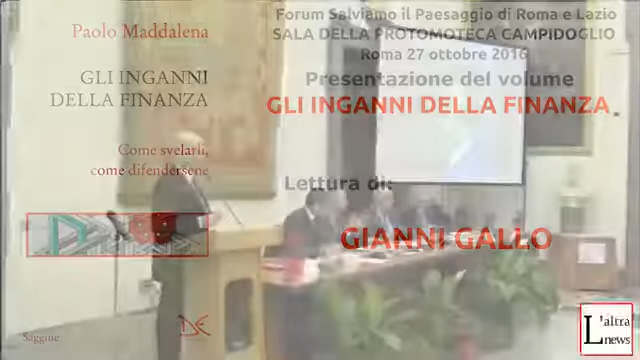 Paolo Maddalena
GLI INGANNI
DELLA FINANZA
Come svelarli,
come difendersene
Saggine
Forum Salviamo il Paesaggio di Roma e Lazio
SALA DELLA PROTOMOTECA CAMPIDOGLIO
Roma 27 ottobre 2016
Presentazione del volume
GLI INGANNI DELLA FINANZA
Lettura di:
GIANNI GALLO
L'altra
news